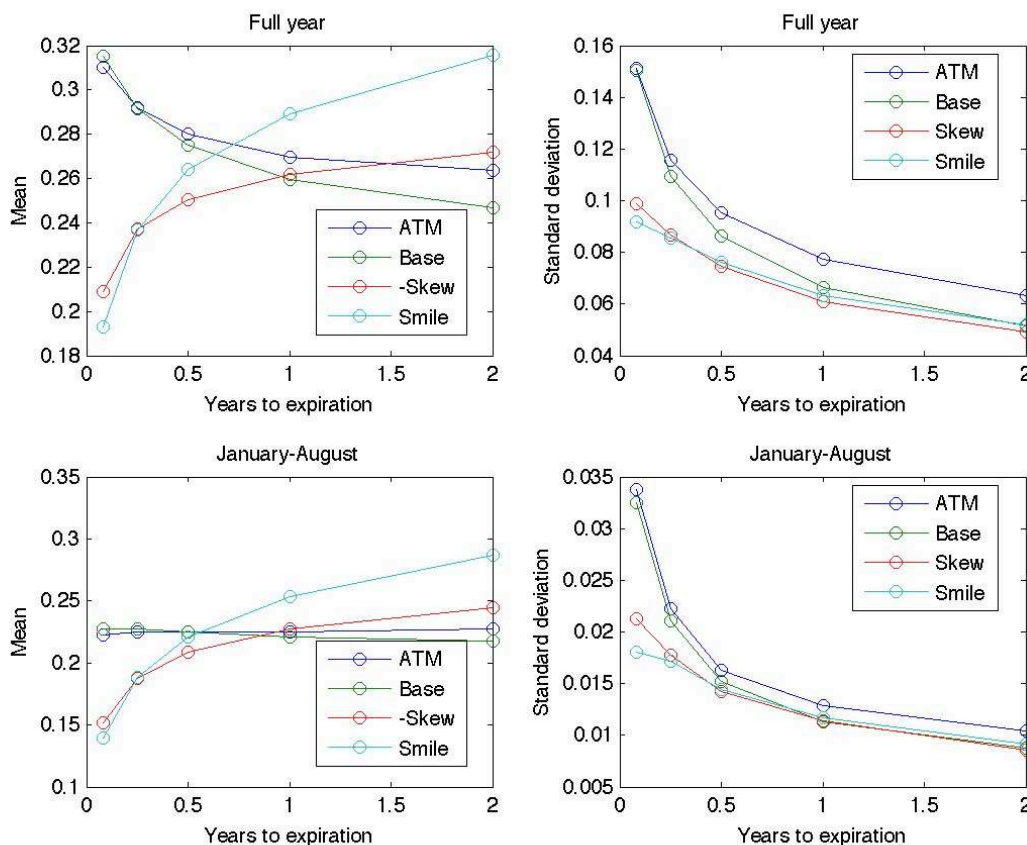 Full year
Mean
0.32
0.3
0.28
0.26
0.24
0.22
0.2
0.18
0 0.5 1 1.5 2
Years to expiration
ATM
Base
-Skew
Smile
Full year
Standard deviation
0.16
0.14
0.12
0.1
0.08
0.06
0.04
0 0.5 1 1.5 2
Years to expiration
ATM
Base
Skew
Smile
January-August
Mean
0.35
0.3
0.25
0.2
0.15
0.1
0 0.5 1 1.5 2
Years to expiration
ATM
Base
-Skew
Smile
January-August
Standard deviation
0.035
0.03
0.025
0.02
0.015
0.01
0.005
0 0.5 1 1.5 2
Years to expiration
ATM
Base
Skew
Smile